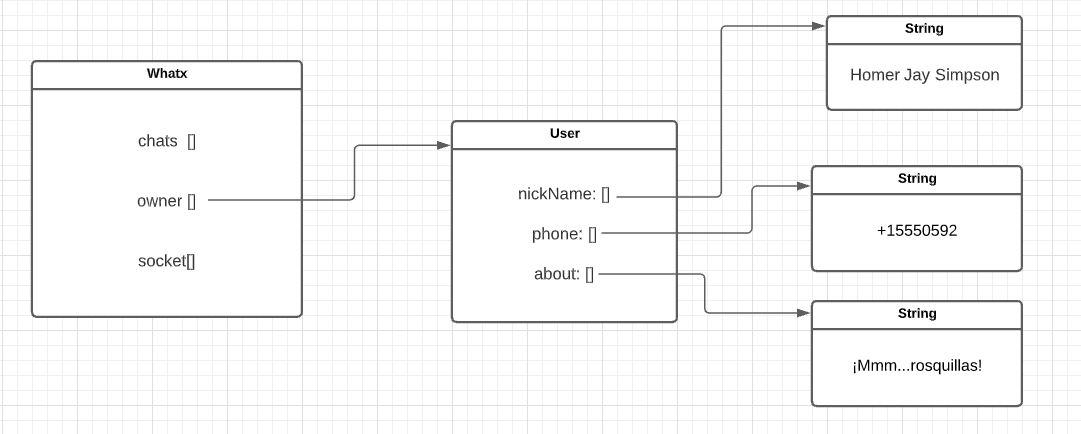 Whatx
chats []
owner []
socket[]
User
nickName: []
phone: []
about: []
String
Homer Jay Simpson
String
+15550592
String
¡Mmm...rosquillas!